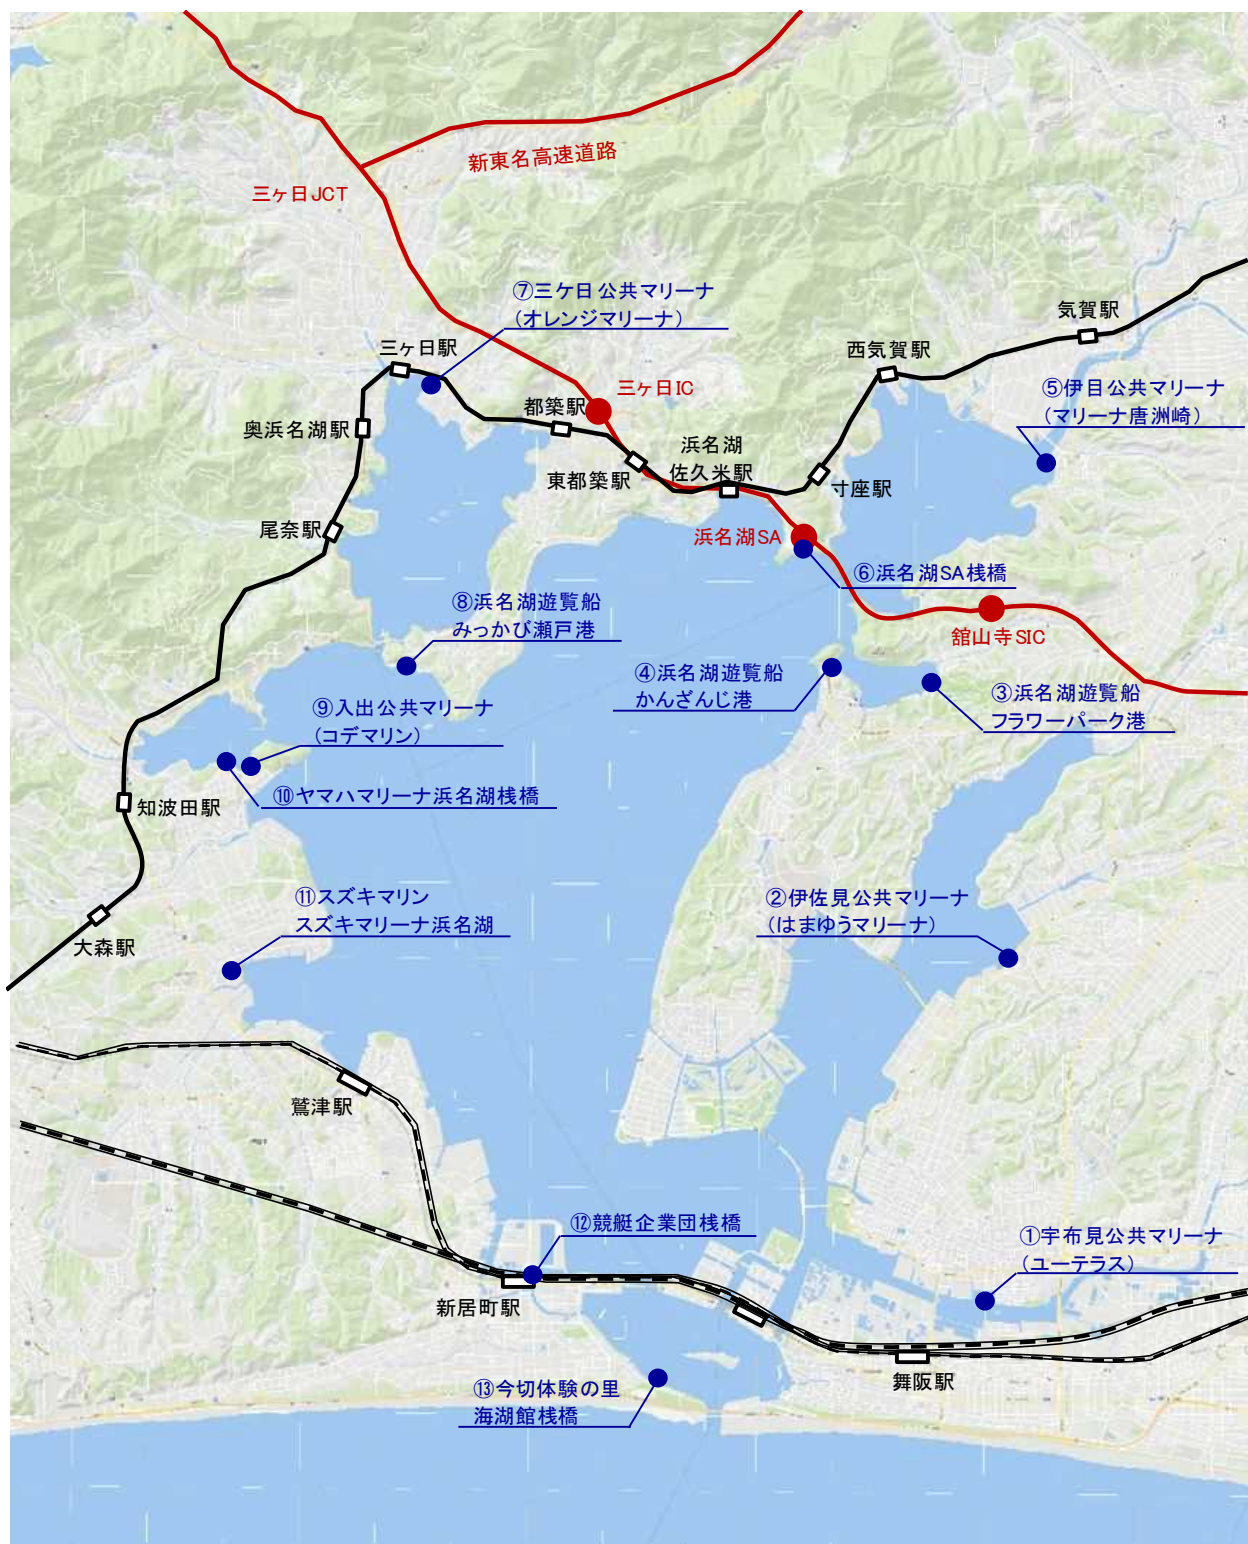 新東名高速道路
三ヶ日JCT
⑦三ケ日公共マリーナ
(オレンジマリーナ)
気賀駅
三ヶ日駅
西気賀駅
三ヶ日IC
⑤伊目公共マリーナ
(マリーナ唐洲崎)
都築駅
奥浜名湖駅
浜名湖
佐久米駅
東都築駅
寸座駅
尾奈駅
浜名湖SA
⑥浜名湖SA桟橋
⑧浜名湖遊覧船
みっかび瀬戸港
舘山寺SIC
④浜名湖遊覧船
かんざんじ港
③浜名湖遊覧船
フラワーパーク港
⑨入出公共マリーナ
(コデマリン)
⑩ヤマハマリーナ浜名湖桟橋
知波田駅
⑪スズキマリン
スズキマリーナ浜名湖
②伊佐見公共マリーナ
(はまゆうマリーナ)
大森駅
鷲津駅
⑫競艇企業団桟橋
①宇布見公共マリーナ
(ユーテラス)
新居町駅
舞阪駅
⑬今切体験の里
海湖館桟橋